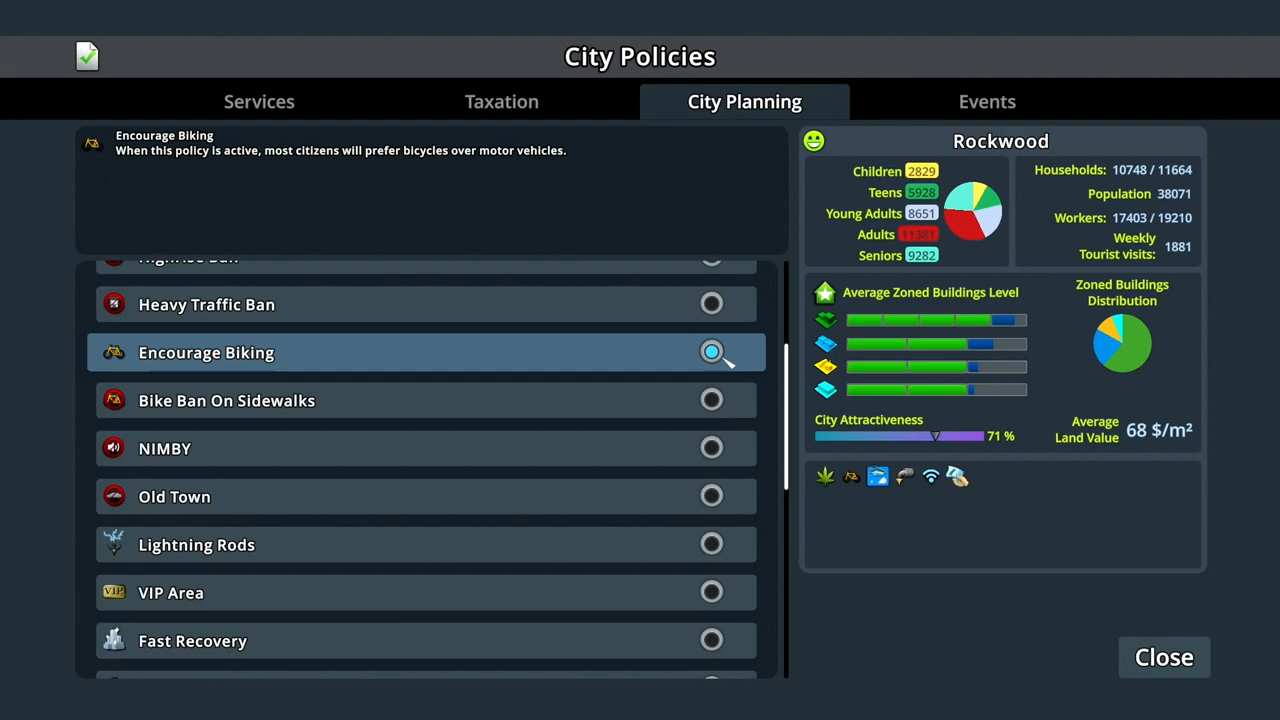 City Policies
Services
Taxation
City Planning
Events
Encourage Biking
When this policy is active, most citizens will prefer bicycles over motor vehicles.
Highrise Ban
Heavy Traffic Ban
Encourage Biking
Bike Ban On Sidewalks
NIMBY
Old Town
Lightning Rods
VIP VIP Area
Fast Recovery
Rockwood
Children 2829
Teens 5928
Young Adults 8651
Adults 11381
Seniors 9282
Households: 10748 / 11664
Population 38071
Workers: 17403 / 19210
Weekly
Tourist visits: 1881
Average Zoned Buildings Level
Zoned Buildings
Distribution
City Attractiveness
71 %
Average
Land Value 68 $/m²
Close